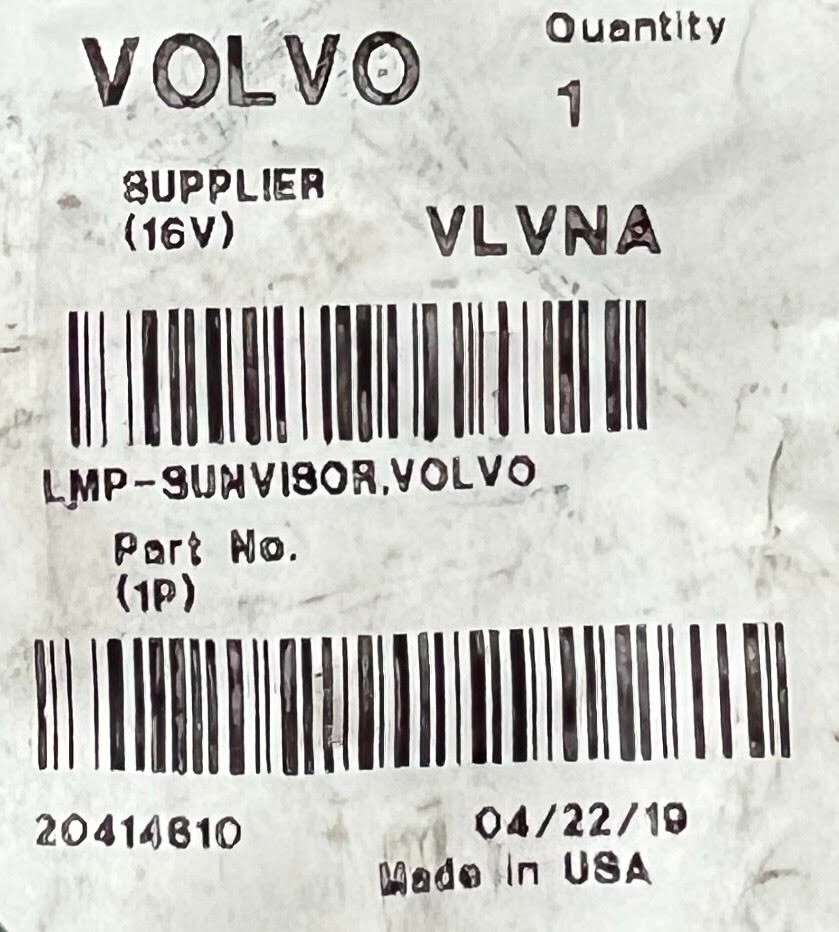 VOLVO
Quantity
1
SUPPLIER
(16V)
VLVNA
LMP-SUNVISOR,VOLVO
Part No.
(1P)
20414610
04/22/19
Made in USA